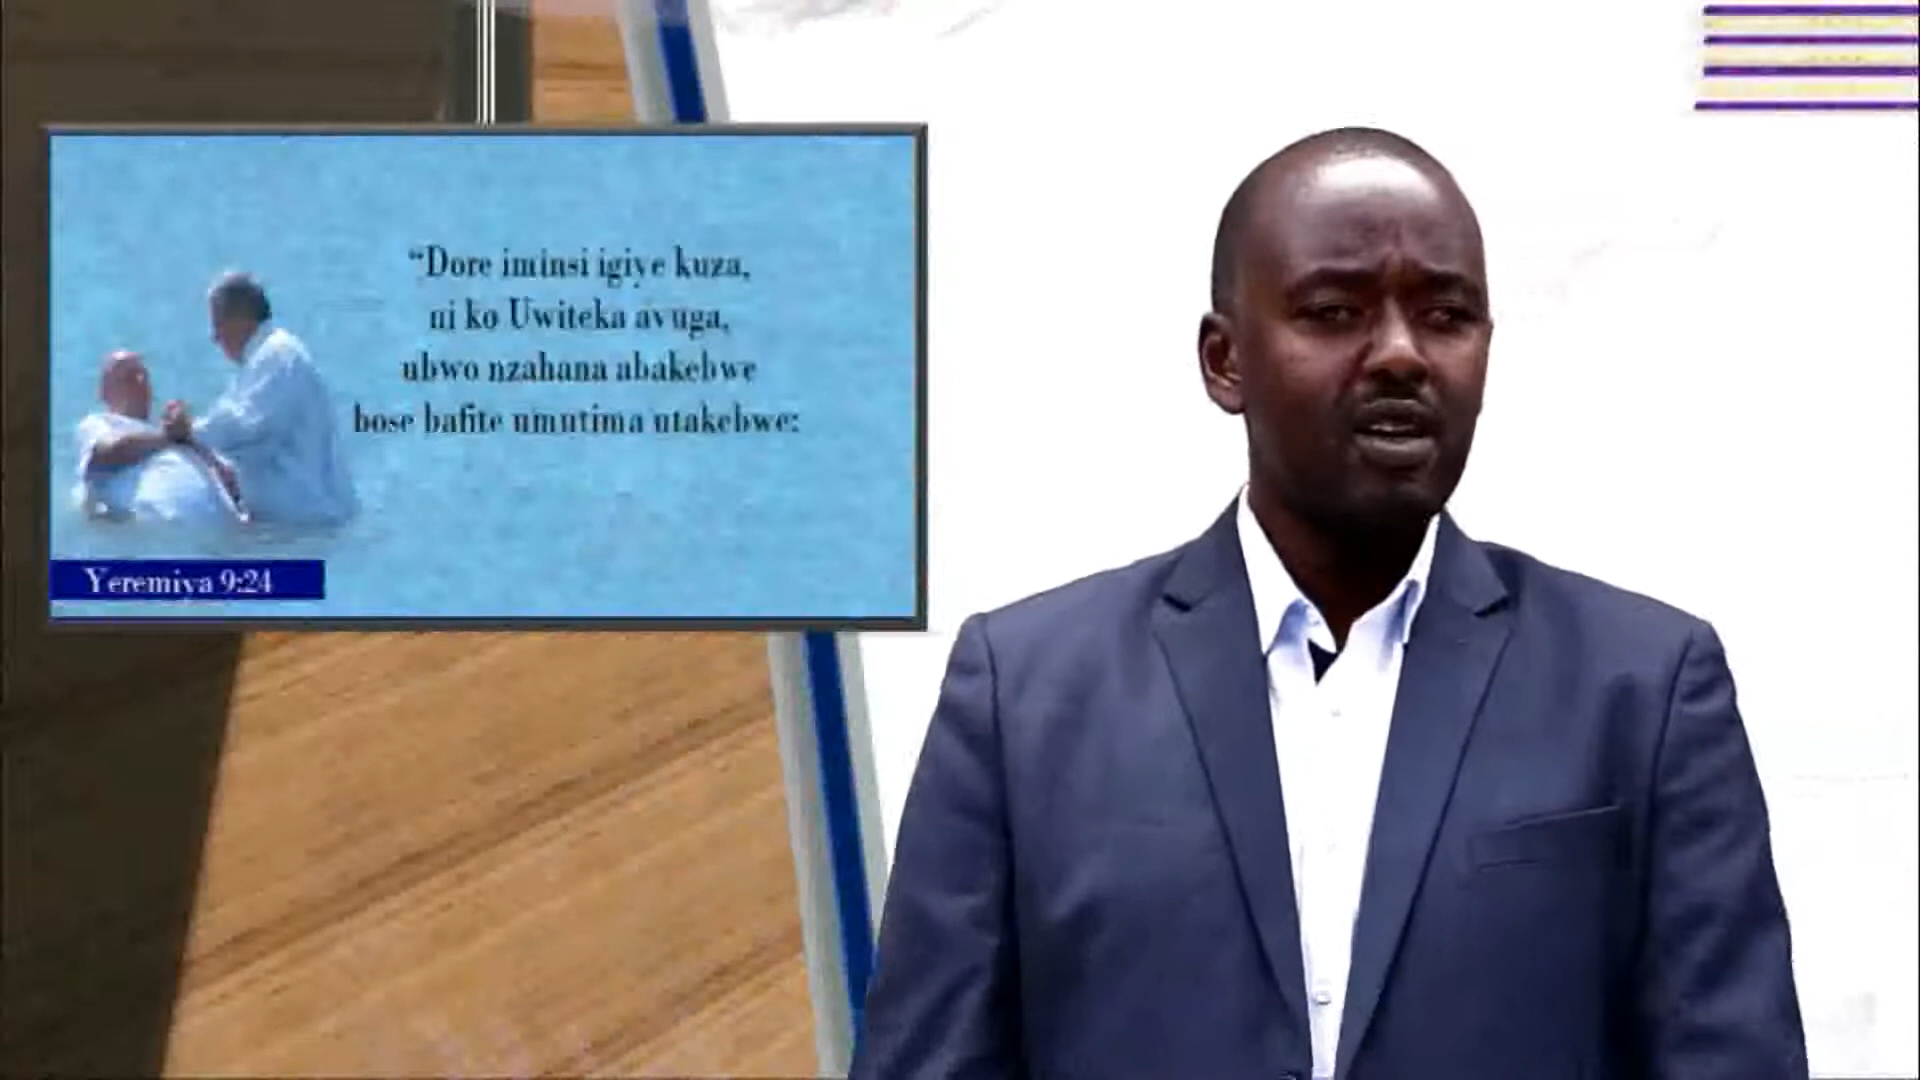 “Dore iminsi igiye kuza,
ni ko Uwiteka avuga,
ubwo nzahana abakebwe
bose bafite umutima utakebwe:
Yeremiya 9:24